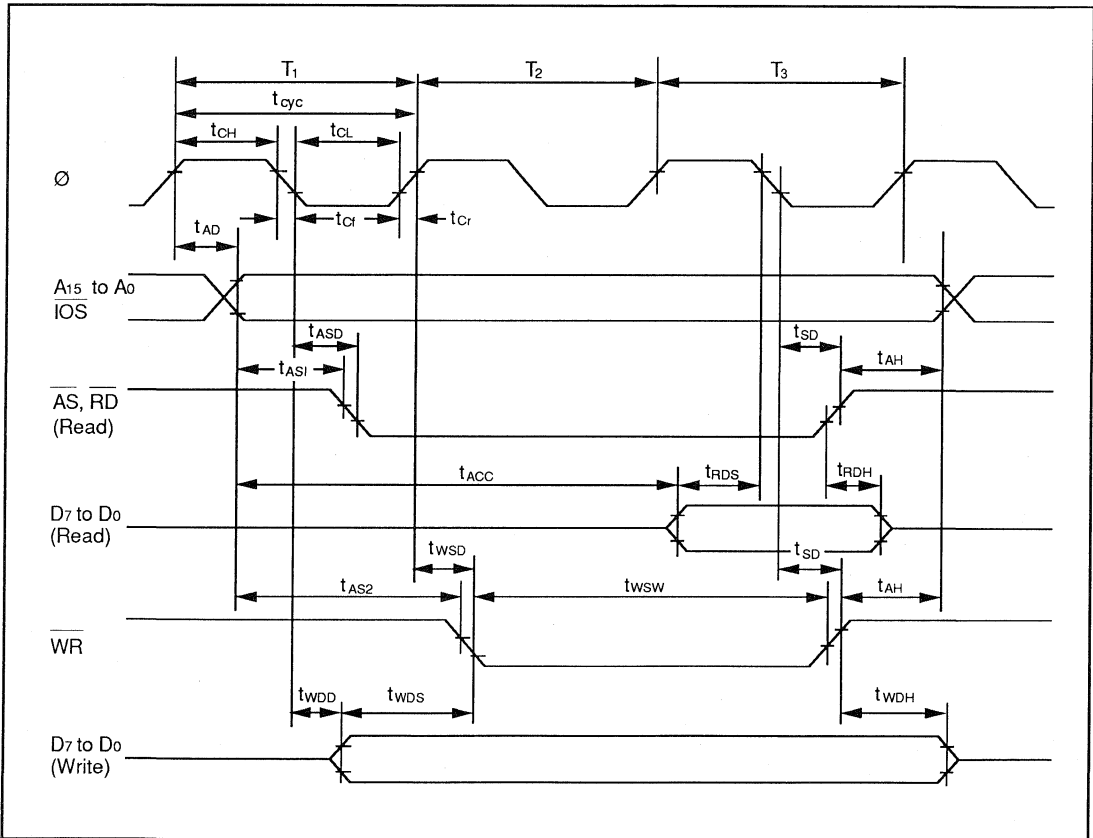 T1 T2 T3
tcyc
tCH tCL
Ø
tCf tCr
tAD
A15 to A0
IOS
tASD tSD
tASI tAH
AS, RD
(Read)
tACC tRDS tRDH
D7 to D0
(Read)
tWSD tSD
tAS2 tWSW tAH
WR
tWDD tWDS tWDH
D7 to D0
(Write)